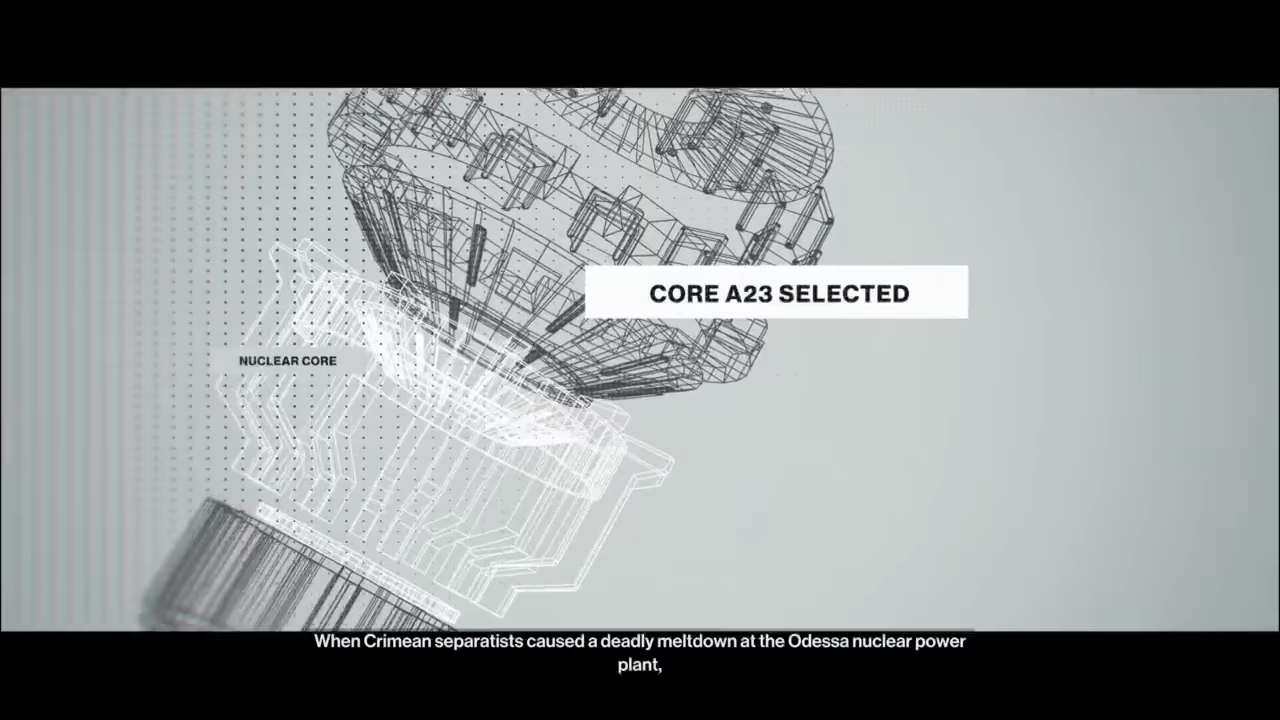 CORE A23 SELECTED
NUCLEAR CORE
When Crimean separatists caused a deadly meltdown at the Odessa nuclear power
plant,